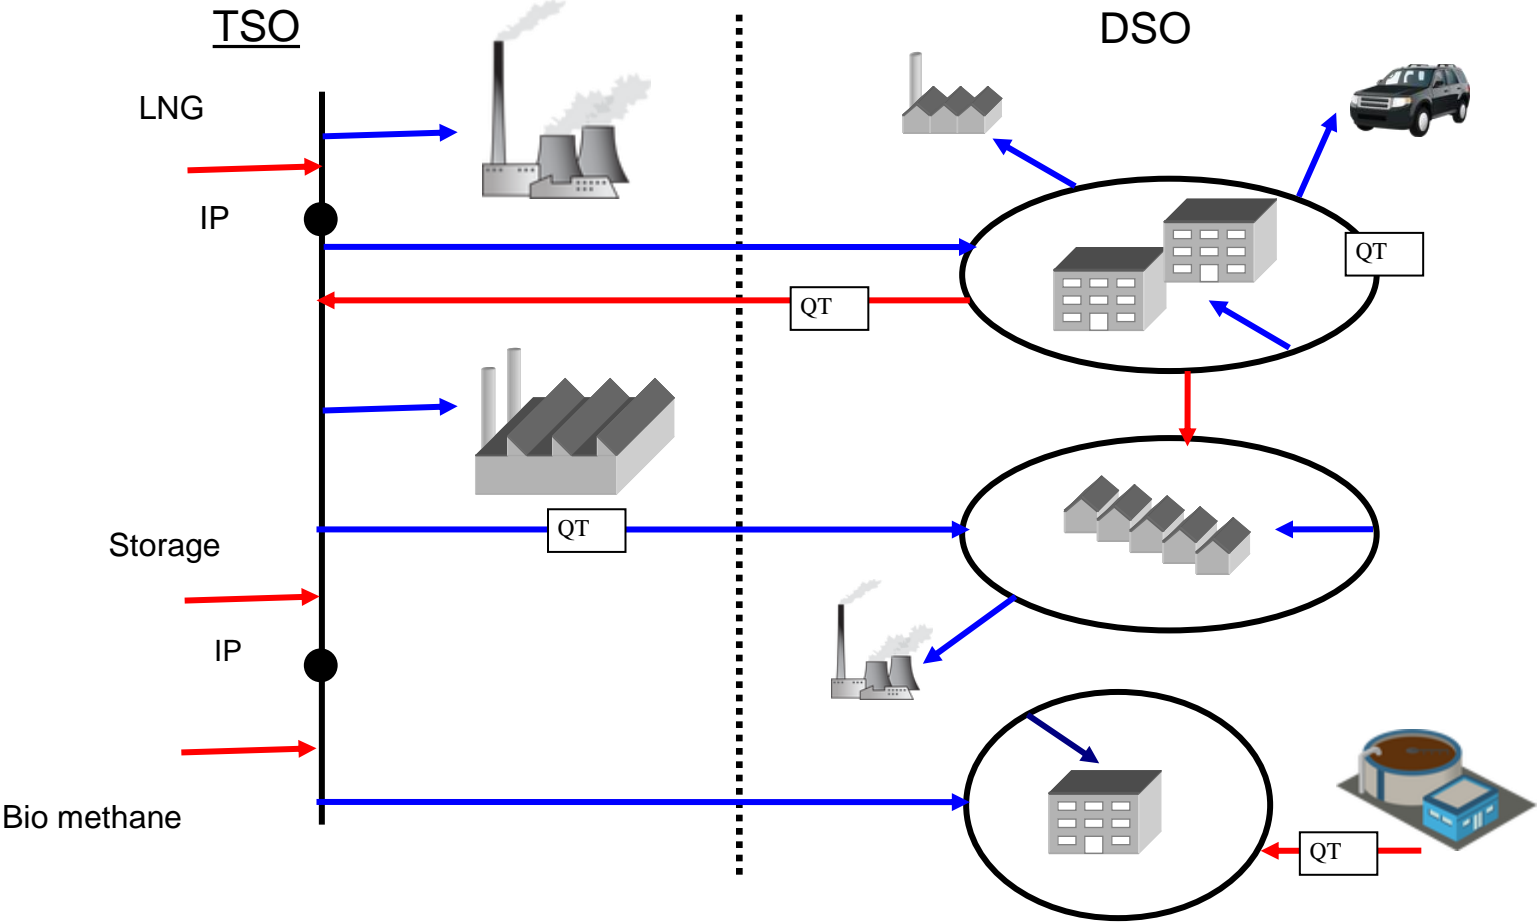 TSO
DSO
LNG
IP
QT
QT
QT
Storage
IP
Bio methane
QT